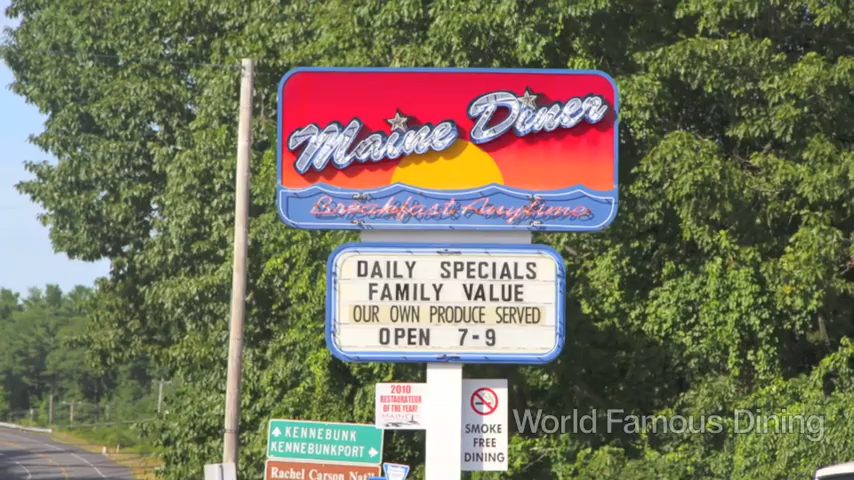 Maine Diner
Breakfast Anytime
DAILY SPECIALS
FAMILY VALUE
OUR OWN PRODUCE SERVED
OPEN 7-9
2010
RESTAURATEUR
OF THE YEAR!
SMOKE
FREE
DINING
World Famous Dining
KENNEBUNK
KENNEBUNKPORT
Rachel Carson Nat'l